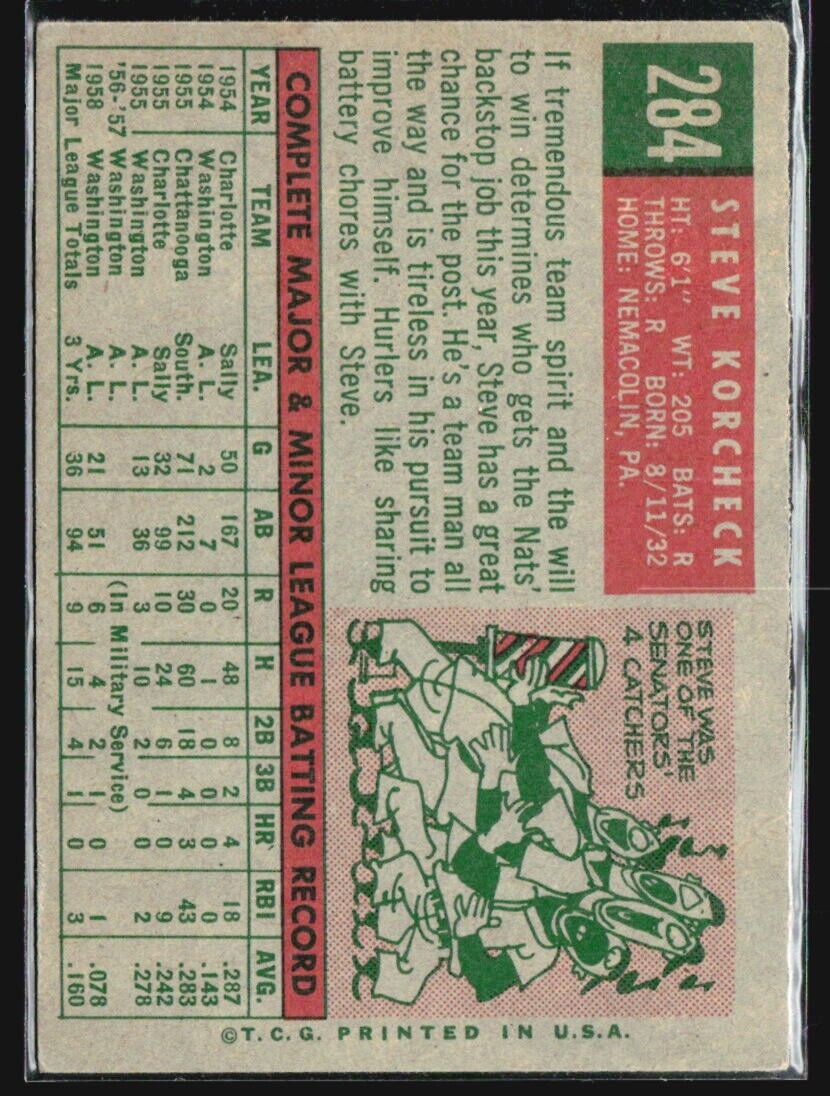 284
STEVE KORCHECK
HT: 6'1" WT: 205 BATS: R
THROWS: R BORN: 8/11/32
HOME: NEMACOLIN, PA.
If tremendous team spirit and the will
to win determines who gets the Nats'
backstop job this year, Steve has a great
chance for the post. He's a team man all
the way and is tireless in his pursuit to
improve himself. Hurlers like sharing
battery chores with Steve.
STEVE WAS
ONE OF THE
SENATORS'
4 CATCHERS
COMPLETE MAJOR & MINOR LEAGUE BATTING RECORD
YEAR TEAM LEA. G AB R H 2B 3B HR RBI AVG.
1954 Charlotte Sally 50 167 20 48 8 2 4 18 .287
1954 Washington A. L. 2 7 0 1 0 0 0 0 .143
1955 Chattanooga South. 71 212 30 60 18 4 3 43 .283
1955 Charlotte Sally 32 99 10 24 6 1 0 9 .242
1955 Washington A. L. 13 36 3 10 2 0 0 2 .278
'56-'57 Washington A. L. (In Military Service)
1958 Washington A. L. 21 51 6 4 2 1 0 1 .078
Major League Totals 3 Yrs. 36 94 9 15 4 1 0 3 .160
©T.C.G. PRINTED IN U.S.A.